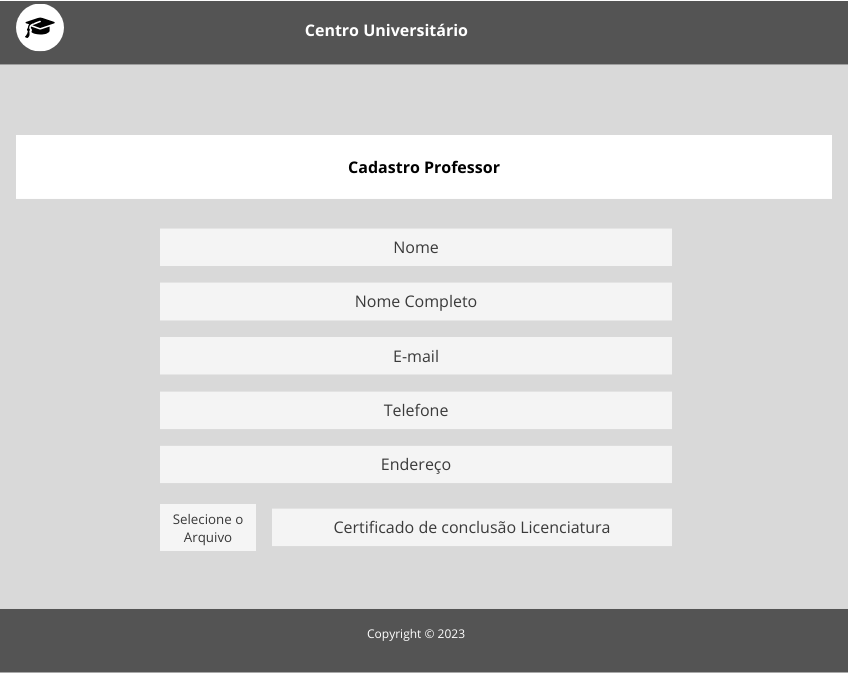 Centro Universitário
Cadastro Professor
Nome
Nome Completo
E-mail
Telefone
Endereço
Selecione o
Arquivo
Certificado de conclusão Licenciatura
Copyright © 2023